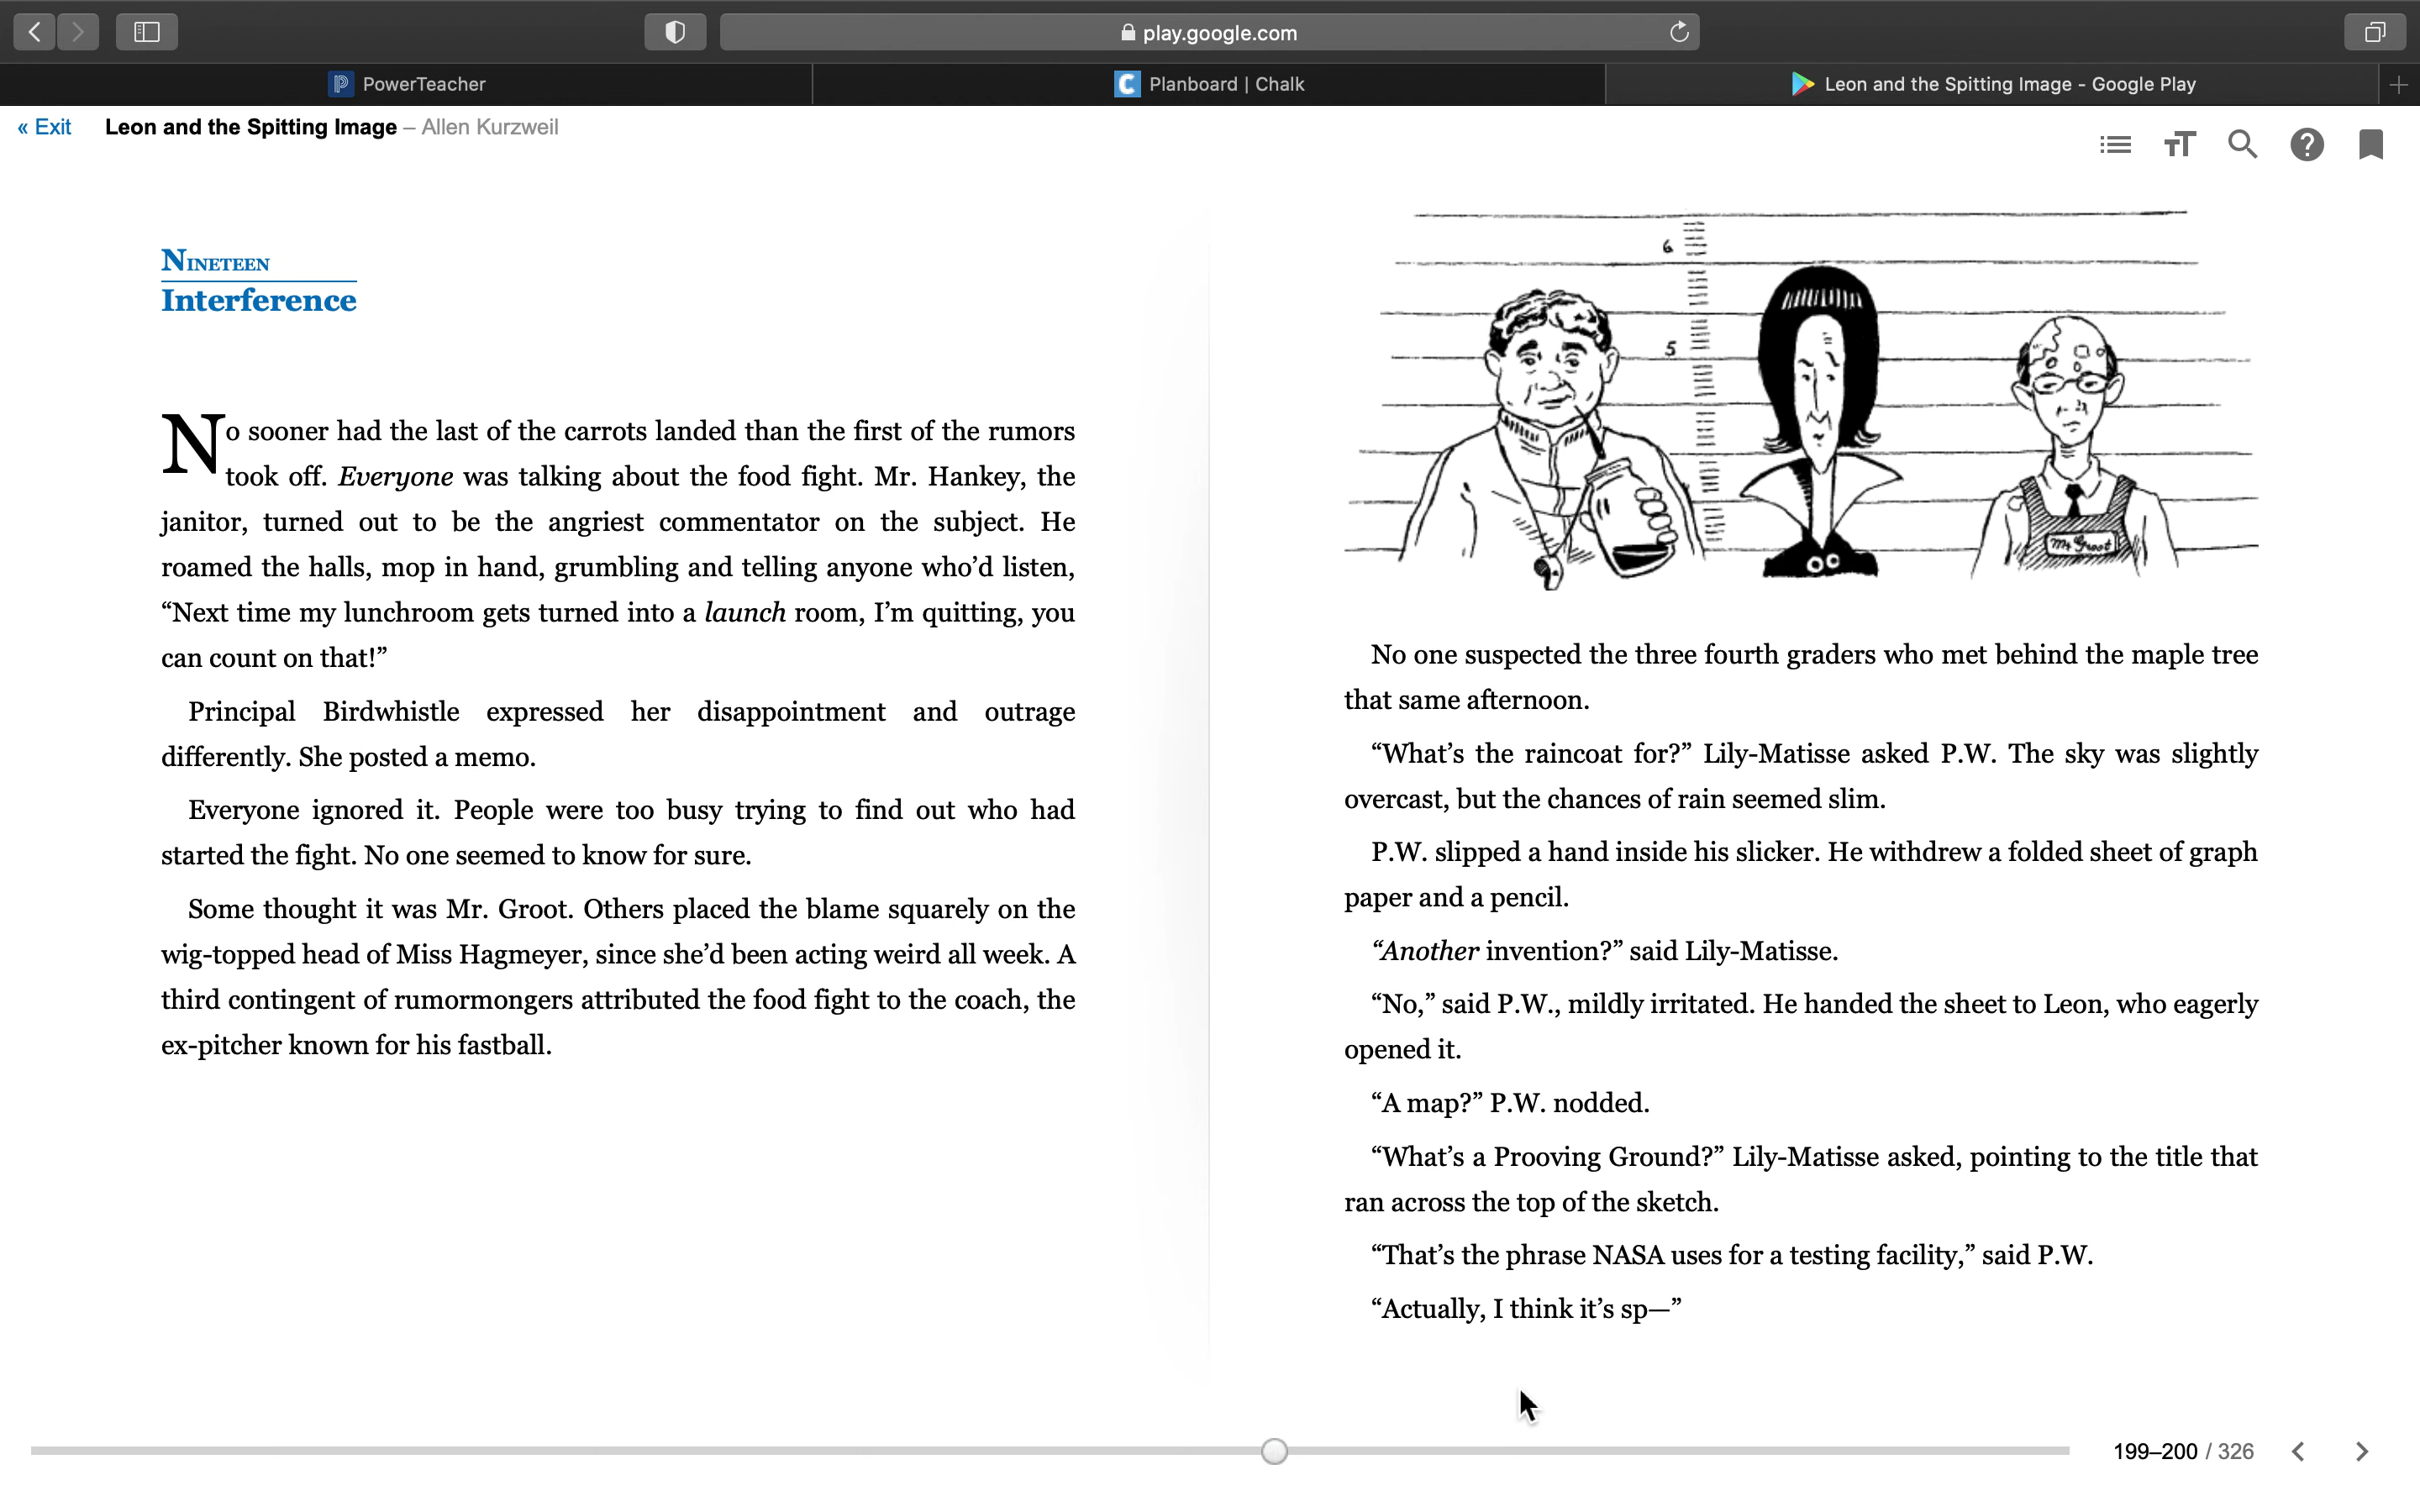 play.google.com
PowerTeacher
Planboard | Chalk
Leon and the Spitting Image - Google Play
« Exit
Leon and the Spitting Image – Allen Kurzweil
NINETEEN
Interference
No sooner had the last of the carrots landed than the first of the rumors
took off. Everyone was talking about the food fight. Mr. Hankey, the
janitor, turned out to be the angriest commentator on the subject. He
roamed the halls, mop in hand, grumbling and telling anyone who’d listen,
“Next time my lunchroom gets turned into a launch room, I’m quitting, you
can count on that!”
Principal Birdwhistle expressed her disappointment and outrage
differently. She posted a memo.
Everyone ignored it. People were too busy trying to find out who had
started the fight. No one seemed to know for sure.
Some thought it was Mr. Groot. Others placed the blame squarely on the
wig-topped head of Miss Hagmeyer, since she’d been acting weird all week. A
third contingent of rumormongers attributed the food fight to the coach, the
ex-pitcher known for his fastball.
6
5
Mr Groot
No one suspected the three fourth graders who met behind the maple tree
that same afternoon.
“What’s the raincoat for?” Lily-Matisse asked P.W. The sky was slightly
overcast, but the chances of rain seemed slim.
P.W. slipped a hand inside his slicker. He withdrew a folded sheet of graph
paper and a pencil.
“Another invention?” said Lily-Matisse.
“No,” said P.W., mildly irritated. He handed the sheet to Leon, who eagerly
opened it.
“A map?” P.W. nodded.
“What’s a Prooving Ground?” Lily-Matisse asked, pointing to the title that
ran across the top of the sketch.
“That’s the phrase NASA uses for a testing facility,” said P.W.
“Actually, I think it’s sp—”
199–200 / 326